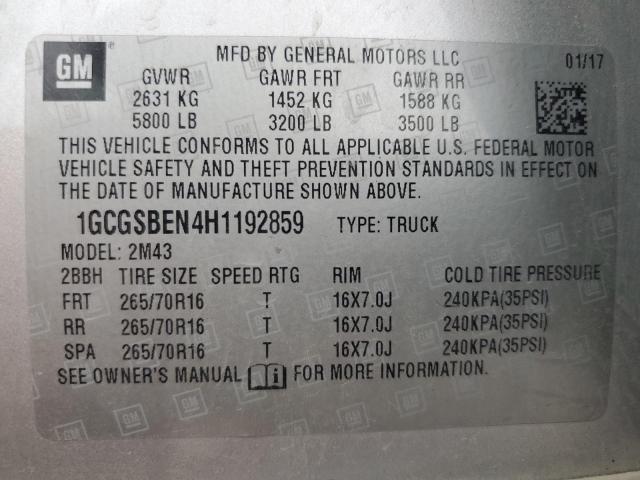 GM
MFD BY GENERAL MOTORS LLC 01/17
GVWR GAWR FRT GAWR RR
2631 KG 1452 KG 1588 KG
5800 LB 3200 LB 3500 LB
THIS VEHICLE CONFORMS TO ALL APPLICABLE U.S. FEDERAL MOTOR
VEHICLE SAFETY AND THEFT PREVENTION STANDARDS IN EFFECT ON
THE DATE OF MANUFACTURE SHOWN ABOVE.
1GCGSBEN4H1192859 TYPE: TRUCK
MODEL: 2M43
2BBH TIRE SIZE SPEED RTG RIM COLD TIRE PRESSURE
FRT 265/70R16 T 16X7.0J 240KPA(35PSI)
RR 265/70R16 T 16X7.0J 240KPA(35PSI)
SPA 265/70R16 T 16X7.0J 240KPA(35PSI)
SEE OWNER'S MANUAL FOR MORE INFORMATION.